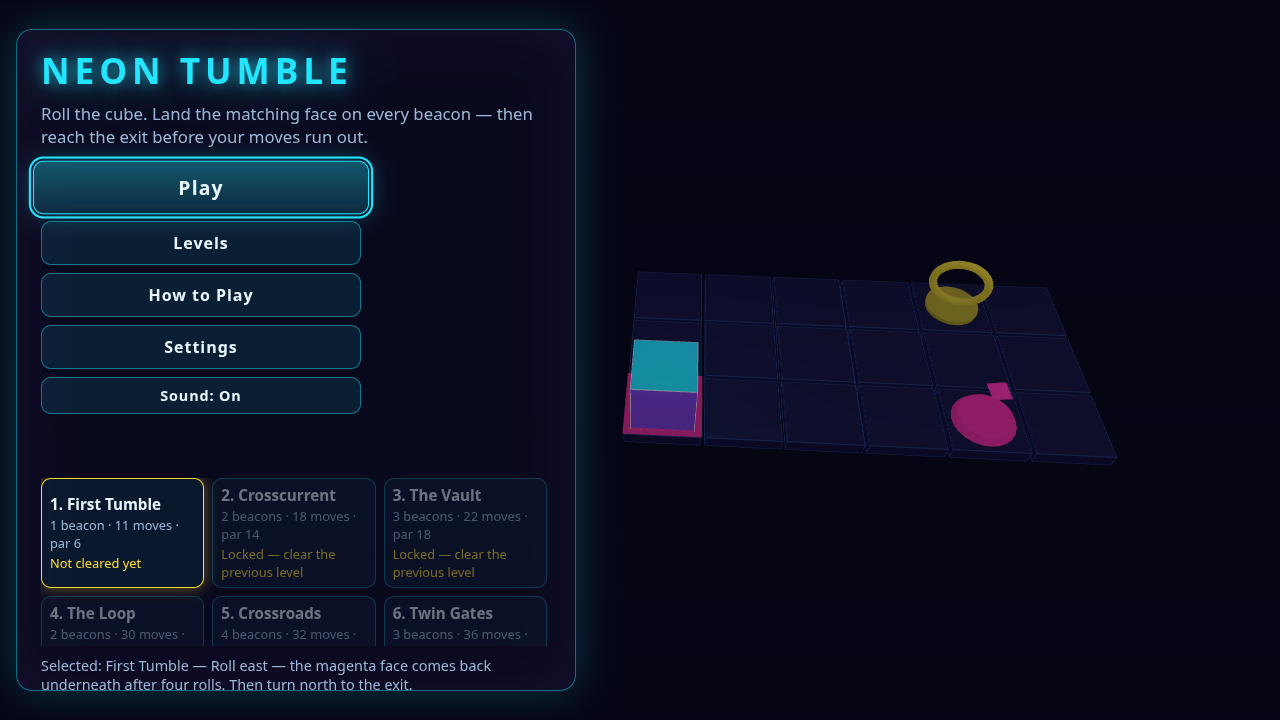 NEON TUMBLE
Roll the cube. Land the matching face on every beacon — then
reach the exit before your moves run out.
Play
Levels
How to Play
Settings
Sound: On
1. First Tumble
1 beacon · 11 moves ·
par 6
Not cleared yet
2. Crosscurrent
2 beacons · 18 moves ·
par 14
Locked — clear the
previous level
3. The Vault
3 beacons · 22 moves ·
par 18
Locked — clear the
previous level
4. The Loop
2 beacons · 30 moves ·
5. Crossroads
4 beacons · 32 moves ·
6. Twin Gates
3 beacons · 36 moves ·
Selected: First Tumble — Roll east — the magenta face comes back
underneath after four rolls. Then turn north to the exit.